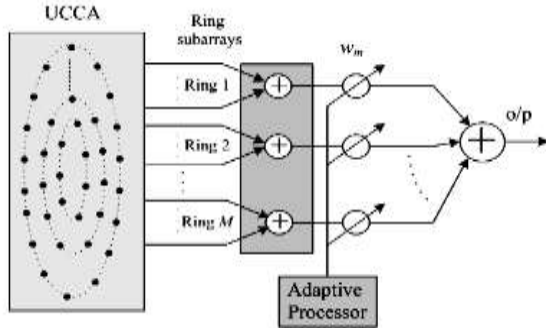 UCCA
Ring
subarrays
w_m
Ring 1
Ring 2
Ring M
o/p
+
+
+
+
Adaptive
Processor